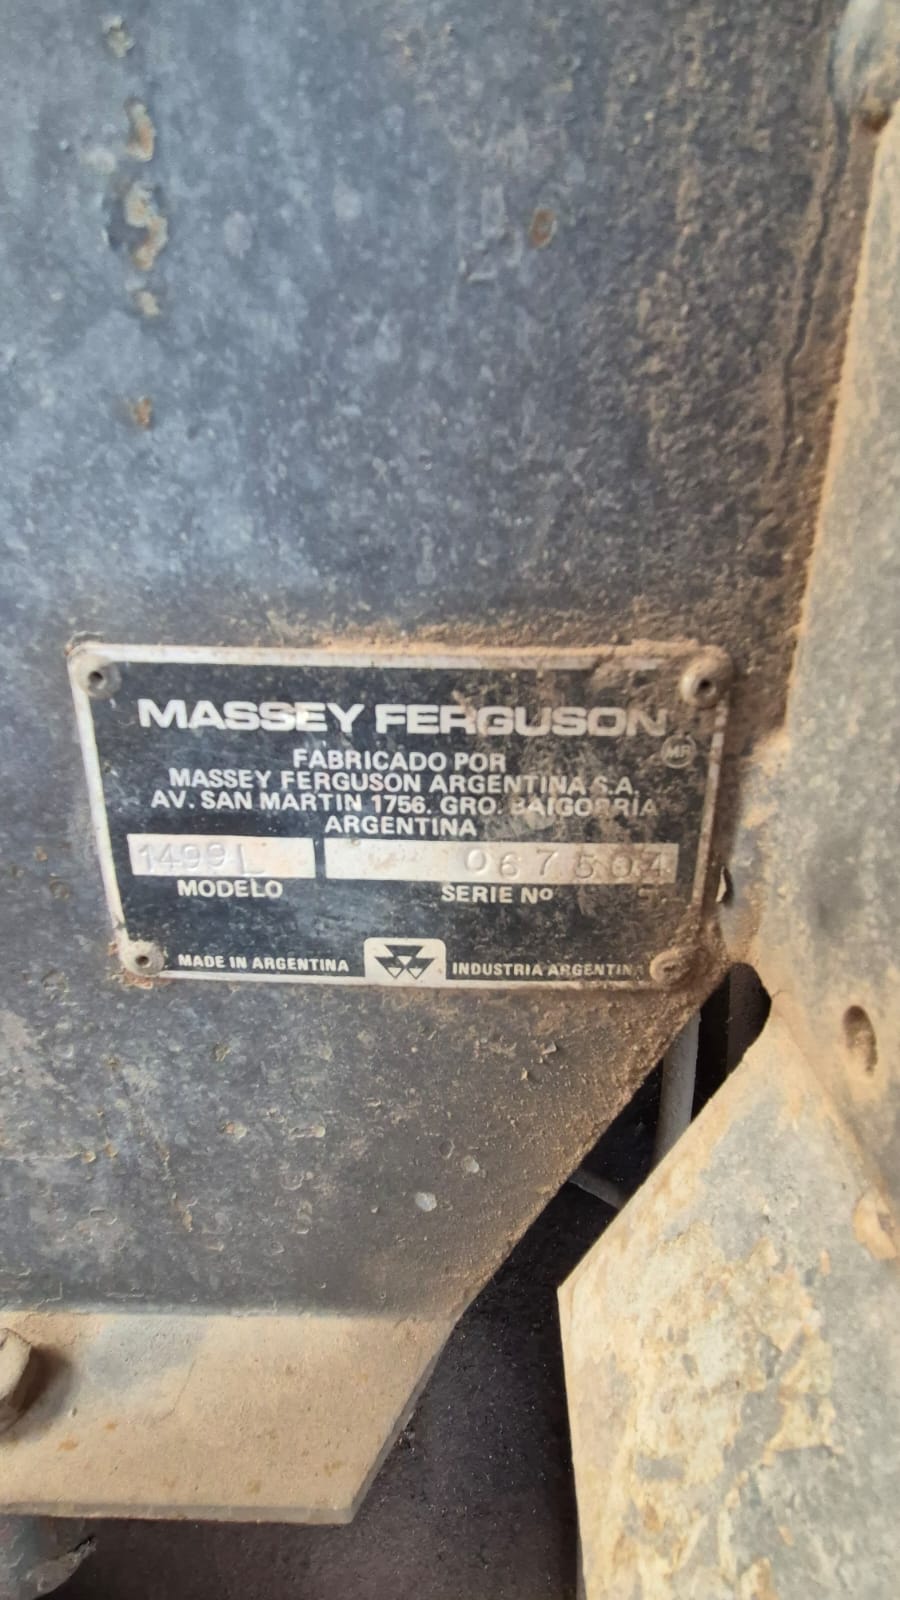 MASSEY FERGUSON
MR
FABRICADO POR
MASSEY FERGUSON ARGENTINA S.A.
AV. SAN MARTIN 1756. GRO. BAIGORRIA
ARGENTINA
1499L 067504
MODELO SERIE Nº
MADE IN ARGENTINA INDUSTRIA ARGENTINA